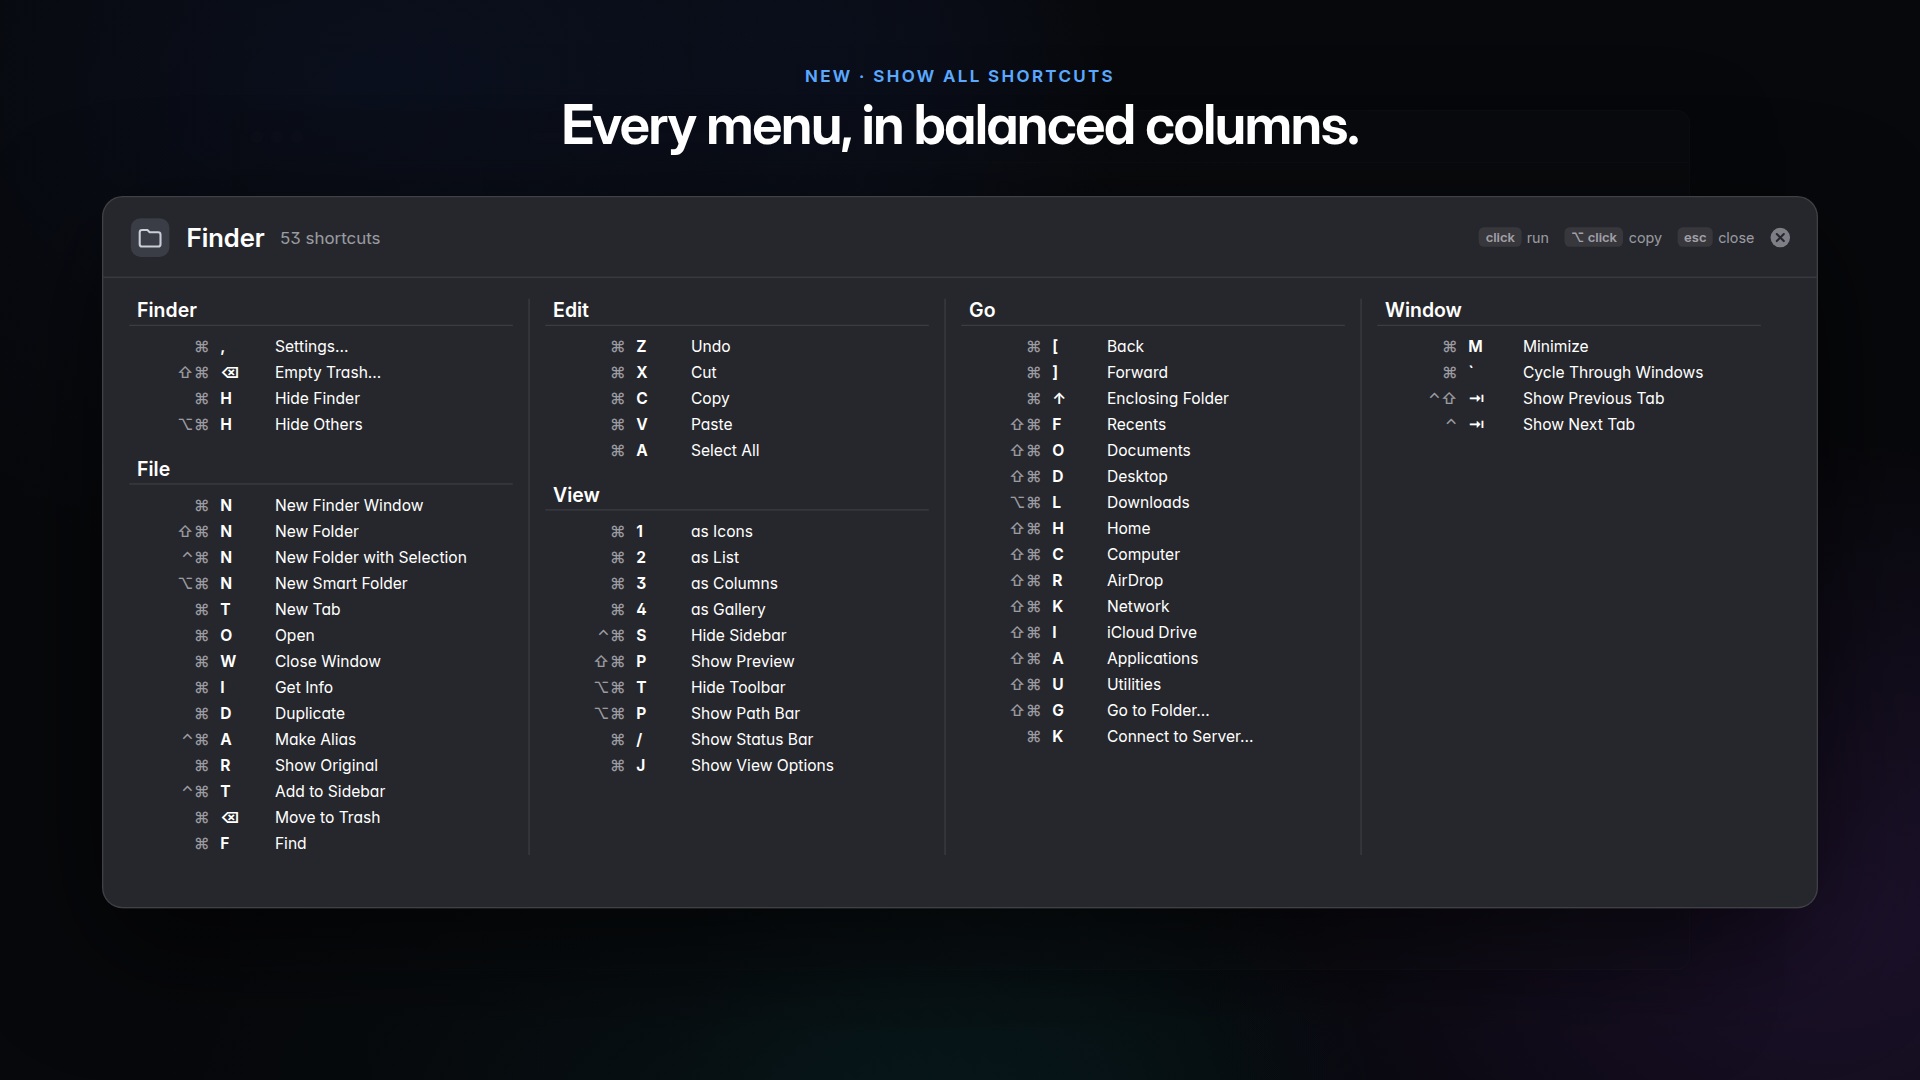 NEW · SHOW ALL SHORTCUTS
Every menu, in balanced columns.
Finder 53 shortcuts
click run ⌥ click copy esc close
Finder
⌘ , Settings...
⇧⌘ ⌫ Empty Trash...
⌘ H Hide Finder
⌥⌘ H Hide Others
File
⌘ N New Finder Window
⇧⌘ N New Folder
^⌘ N New Folder with Selection
⌥⌘ N New Smart Folder
⌘ T New Tab
⌘ O Open
⌘ W Close Window
⌘ I Get Info
⌘ D Duplicate
^⌘ A Make Alias
⌘ R Show Original
^⌘ T Add to Sidebar
⌘ ⌫ Move to Trash
⌘ F Find
Edit
⌘ Z Undo
⌘ X Cut
⌘ C Copy
⌘ V Paste
⌘ A Select All
View
⌘ 1 as Icons
⌘ 2 as List
⌘ 3 as Columns
⌘ 4 as Gallery
^⌘ S Hide Sidebar
⇧⌘ P Show Preview
⌥⌘ T Hide Toolbar
⌥⌘ P Show Path Bar
⌘ / Show Status Bar
⌘ J Show View Options
Go
⌘ [ Back
⌘ ] Forward
⌘ ↑ Enclosing Folder
⇧⌘ F Recents
⇧⌘ O Documents
⇧⌘ D Desktop
⌥⌘ L Downloads
⇧⌘ H Home
⇧⌘ C Computer
⇧⌘ R AirDrop
⇧⌘ K Network
⇧⌘ I iCloud Drive
⇧⌘ A Applications
⇧⌘ U Utilities
⇧⌘ G Go to Folder...
⌘ K Connect to Server...
Window
⌘ M Minimize
⌘ ` Cycle Through Windows
^⇧ ⇥ Show Previous Tab
^ ⇥ Show Next Tab